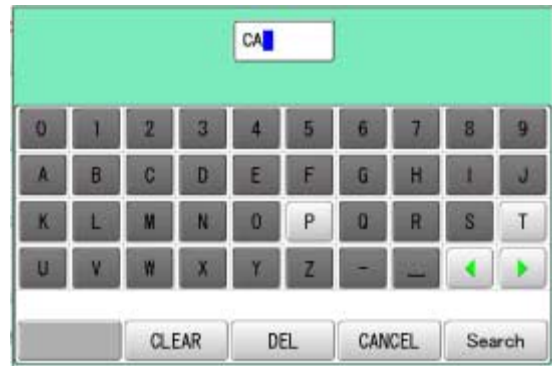 CA
0 1 2 3 4 5 6 7 8 9
A B C D E F G H I J
K L M N O P Q R S T
U V W X Y Z - _
CLEAR DEL CANCEL Search